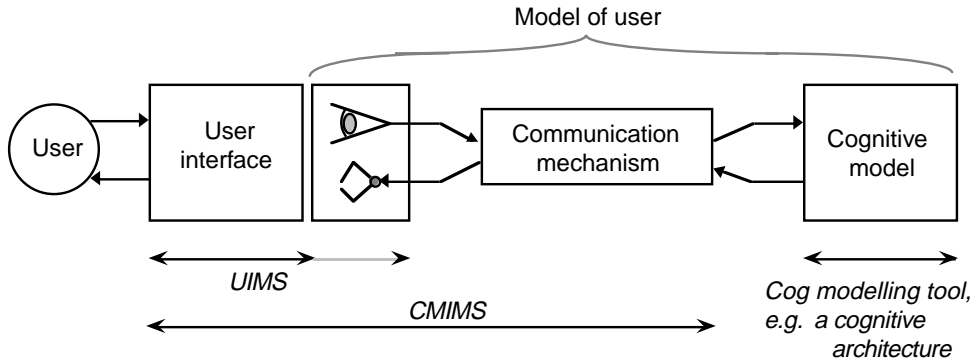 Model of user
User
User
interface
Communication
mechanism
Cognitive
model
UIMS
CMIMS
Cog modelling tool,
e.g. a cognitive
architecture